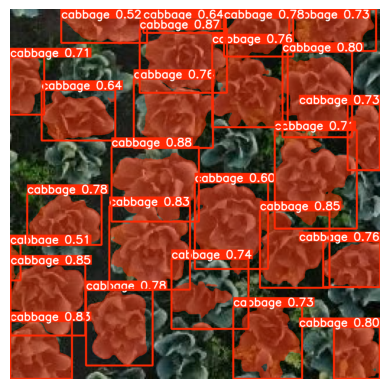 cabbage 0.52
cabbage 0.64
cabbage 0.78
cabbage 0.73
cabbage 0.87
cabbage 0.76
cabbage 0.80
cabbage 0.71
cabbage 0.76
cabbage 0.64
cabbage 0.73
cabbage
cabbage 0.88
cabbage 0.60
cabbage 0.78
cabbage 0.83
cabbage 0.85
cabbage 0.51
cabbage 0.76
cabbage 0.74
cabbage 0.85
cabbage 0.78
cabbage 0.73
cabbage 0.83
cabbage 0.80